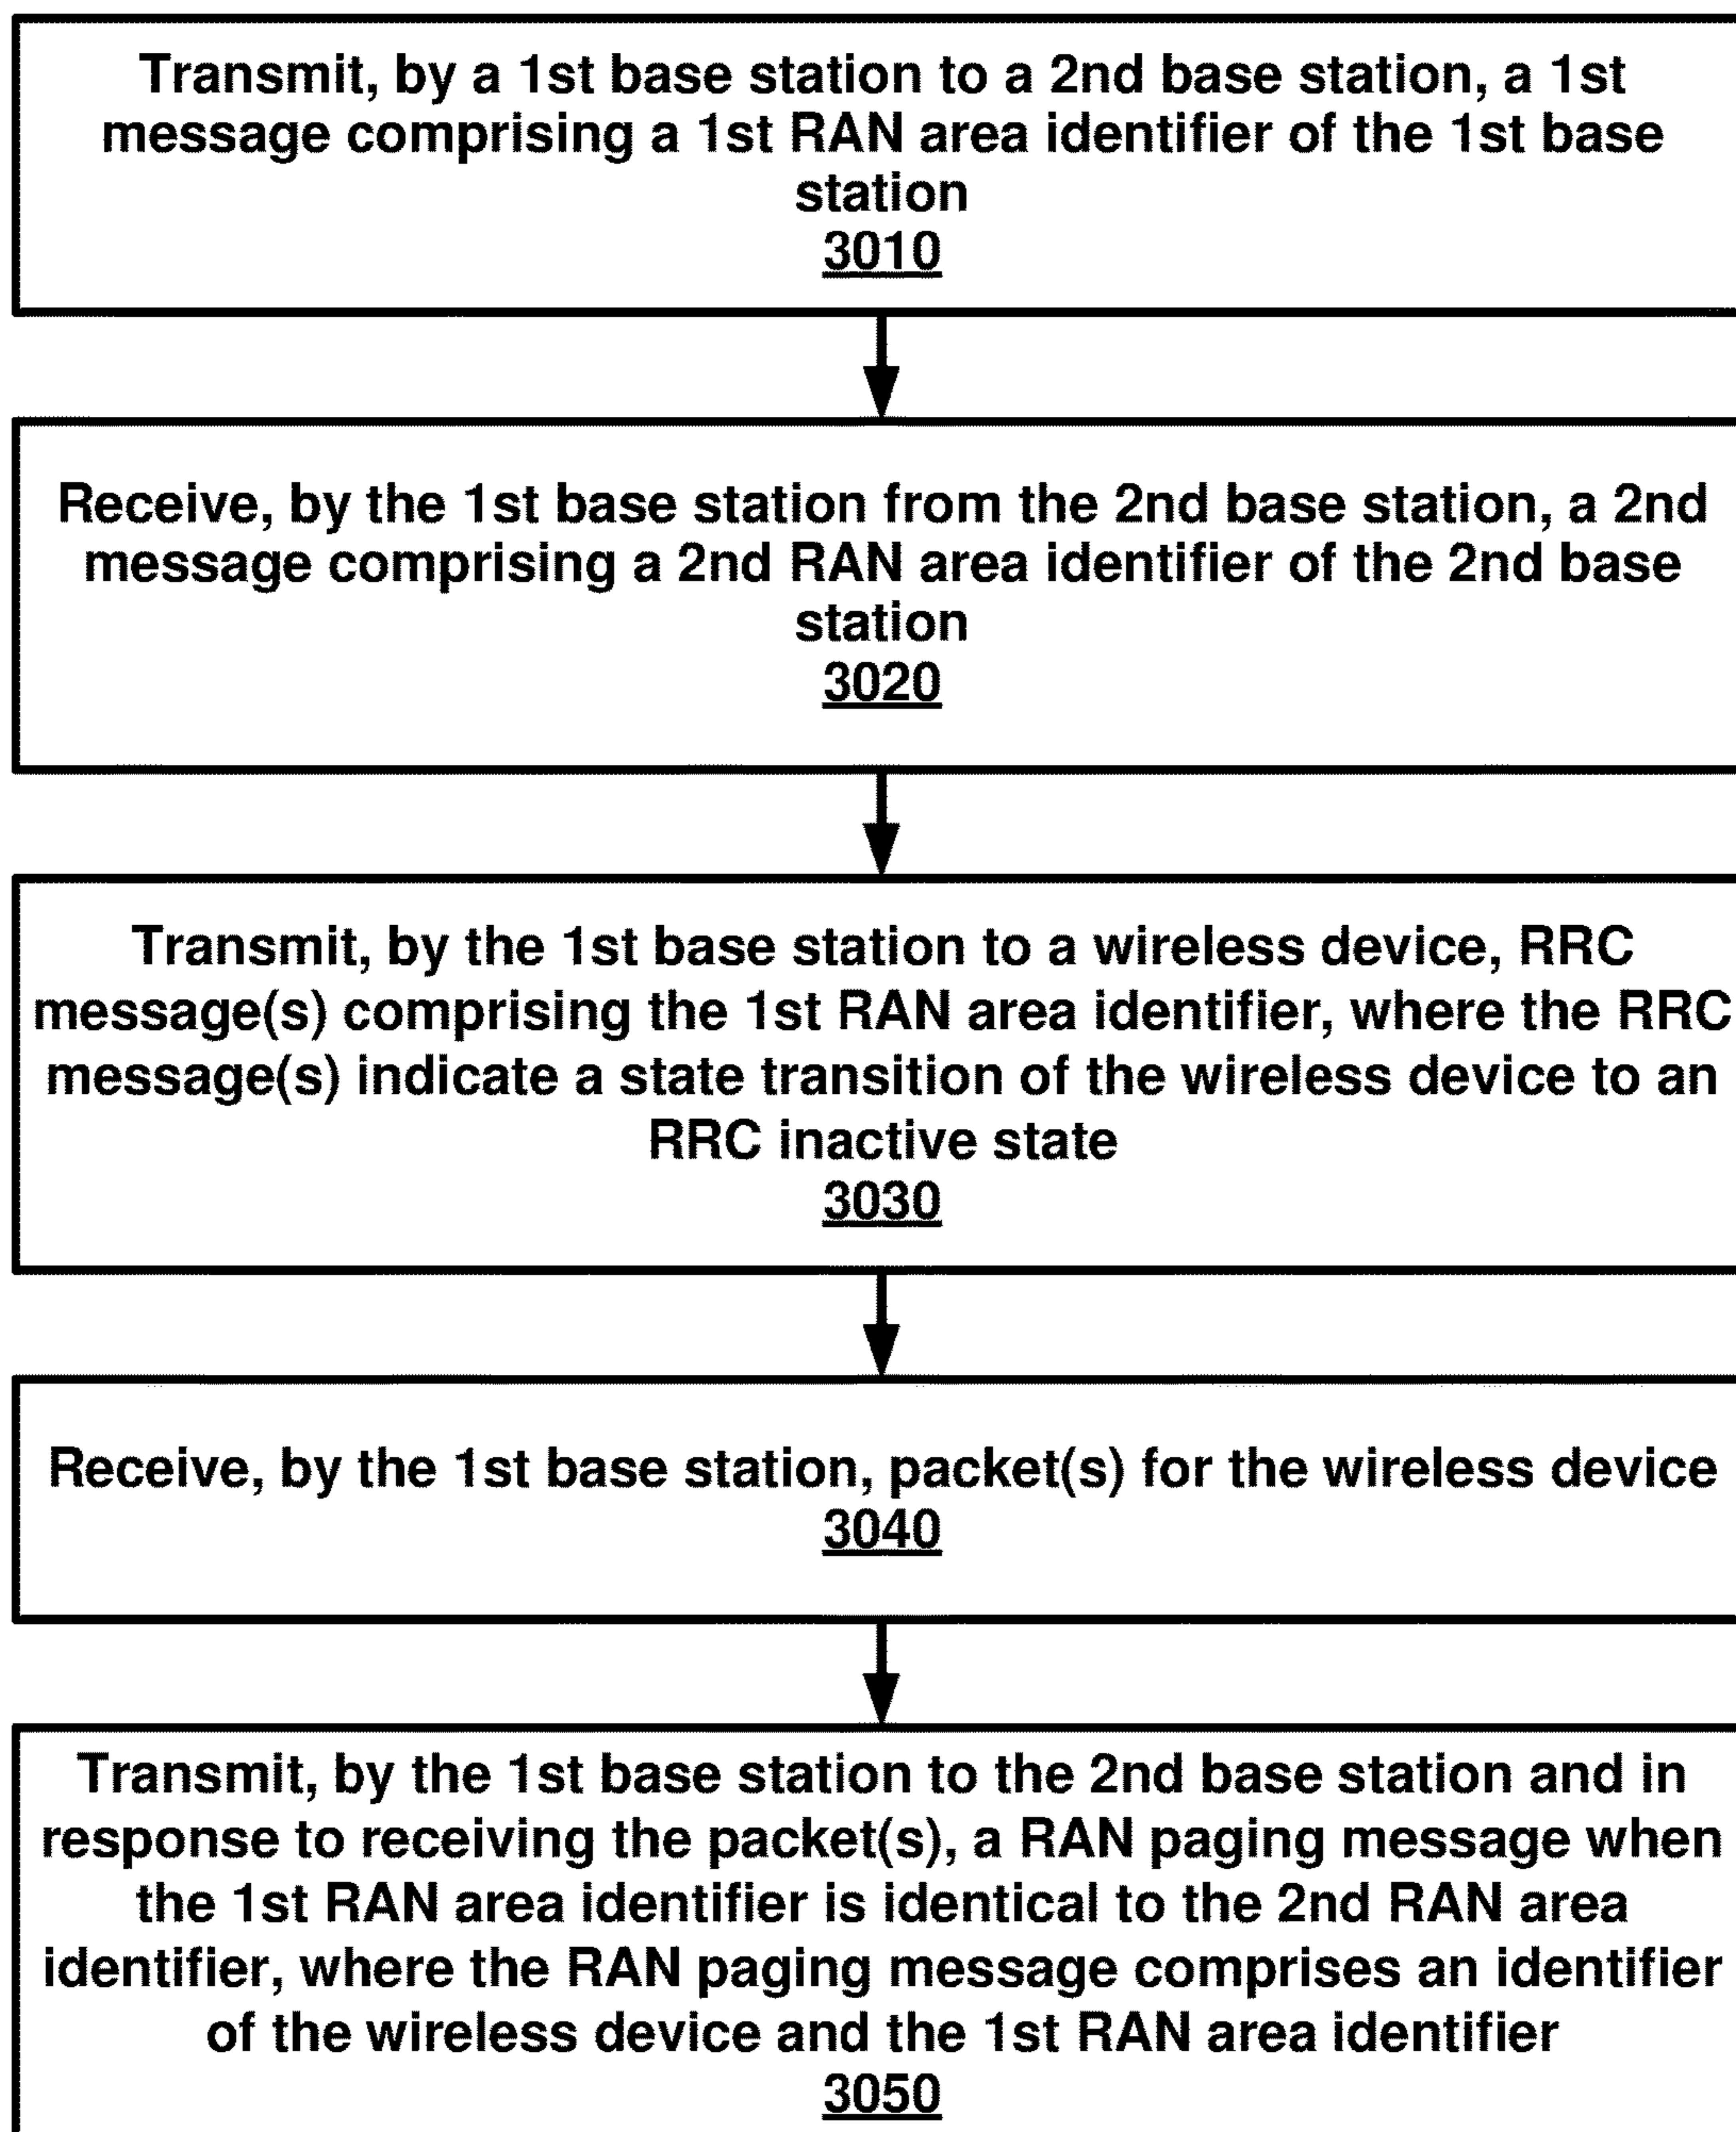 Transmit, by a 1st base station to a 2nd base station, a 1st
message comprising a 1st RAN area identifier of the 1st base
station
3010
Receive, by the 1st base station from the 2nd base station, a 2nd
message comprising a 2nd RAN area identifier of the 2nd base
station
3020
Transmit, by the 1st base station to a wireless device, RRC
message(s) comprising the 1st RAN area identifier, where the RRC
message(s) indicate a state transition of the wireless device to an
RRC inactive state
3030
Receive, by the 1st base station, packet(s) for the wireless device
3040
Transmit, by the 1st base station to the 2nd base station and in
response to receiving the packet(s), a RAN paging message when
the 1st RAN area identifier is identical to the 2nd RAN area
identifier, where the RAN paging message comprises an identifier
of the wireless device and the 1st RAN area identifier
3050